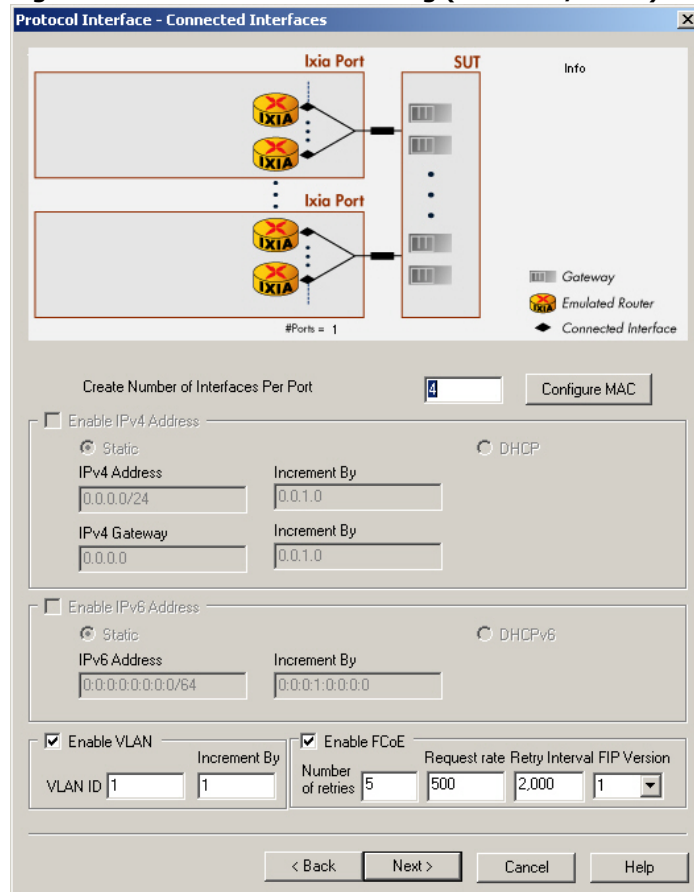 Protocol Interface - Connected Interfaces
Ixia Port
SUT
Info
IXIA
IXIA
Ixia Port
IXIA
IXIA
Gateway
Emulated Router
Connected Interface
#Ports = 1
Create Number of Interfaces Per Port 4 Configure MAC
Enable IPv4 Address
Static DHCP
IPv4 Address Increment By
0.0.0.0/24 0.0.1.0
IPv4 Gateway Increment By
0.0.0.0 0.0.1.0
Enable IPv6 Address
Static DHCPv6
IPv6 Address Increment By
0:0:0:0:0:0:0:0/64 0:0:0:1:0:0:0:0
Enable VLAN
Increment By
VLAN ID 1 1
Enable FCoE
Request rate Retry Interval FIP Version
Number
of retries 5 500 2,000 1
< Back Next > Cancel Help